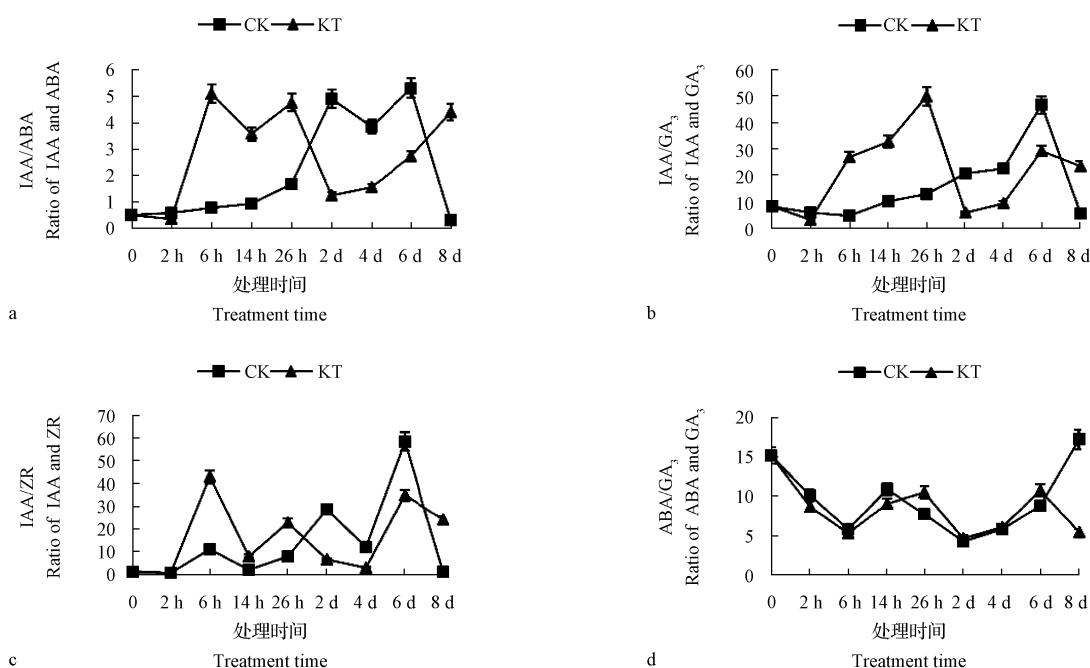 CK KT
IAA/ABA
Ratio of IAA and ABA
6
5
4
3
2
1
0
0 2 h 6 h 14 h 26 h 2 d 4 d 6 d 8 d
处理时间
Treatment time
a
CK KT
IAA/GA3
Ratio of IAA and GA3
60
50
40
30
20
10
0
0 2 h 6 h 14 h 26 h 2 d 4 d 6 d 8 d
处理时间
Treatment time
b
CK KT
IAA/ZR
Ratio of IAA and ZR
70
60
50
40
30
20
10
0
0 2 h 6 h 14 h 26 h 2 d 4 d 6 d 8 d
处理时间
Treatment time
c
CK KT
ABA/GA3
Ratio of ABA and GA3
20
15
10
5
0
0 2 h 6 h 14 h 26 h 2 d 4 d 6 d 8 d
处理时间
Treatment time
d